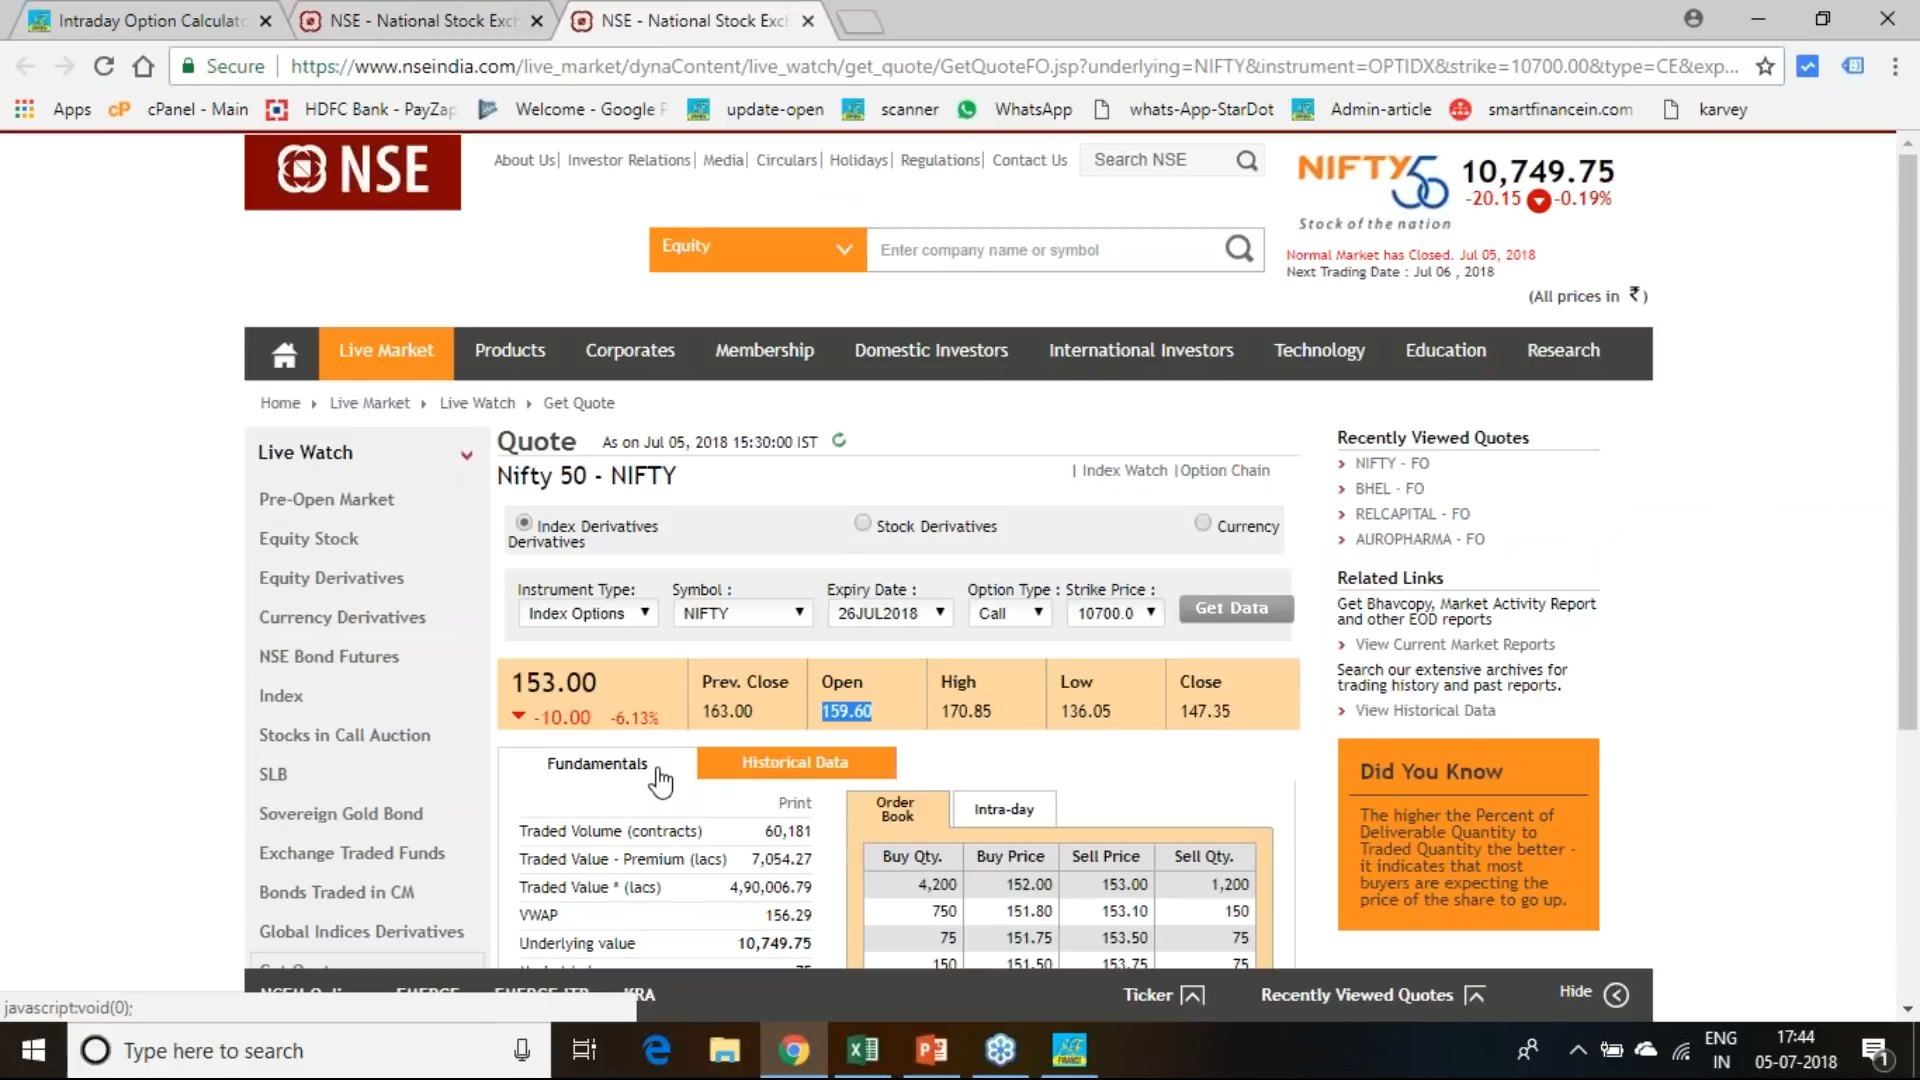 Intraday Option Calculat
NSE - National Stock Exc
NSE - National Stock Exc
Secure
https://www.nseindia.com/live_market/dynaContent/live_watch/get_quote/GetQuoteFO.jsp?underlying=NIFTY&instrument=OPTIDX&strike=10700.00&type=CE&exp...
Apps
cPanel - Main
HDFC Bank - PayZap
Welcome - Google P
update-open
scanner
WhatsApp
whats-App-StarDot
Admin-article
smartfinancein.com
karvey
NSE
About Us| Investor Relations| Media| Circulars| Holidays| Regulations| Contact Us
Search NSE
NIFTY 50
Stock of the nation
10,749.75
-20.15 -0.19%
Equity
Enter company name or symbol
Normal Market has Closed. Jul 05, 2018
Next Trading Date : Jul 06 , 2018
(All prices in ₹ )
Live Market
Products
Corporates
Membership
Domestic Investors
International Investors
Technology
Education
Research
Home
Live Market
Live Watch
Get Quote
Live Watch
Pre-Open Market
Equity Stock
Equity Derivatives
Currency Derivatives
NSE Bond Futures
Index
Stocks in Call Auction
SLB
Sovereign Gold Bond
Exchange Traded Funds
Bonds Traded in CM
Global Indices Derivatives
Quote As on Jul 05, 2018 15:30:00 IST
Nifty 50 - NIFTY
| Index Watch |Option Chain
Index Derivatives
Stock Derivatives
Currency
Derivatives
Instrument Type: Symbol : Expiry Date : Option Type : Strike Price :
Index Options NIFTY 26JUL2018 Call 10700.0
Get Data
153.00 Prev. Close Open High Low Close
-10.00 -6.13% 163.00 159.60 170.85 136.05 147.35
Fundamentals
Historical Data
Print
Traded Volume (contracts) 60,181
Traded Value - Premium (lacs) 7,054.27
Traded Value * (lacs) 4,90,006.79
VWAP 156.29
Underlying value 10,749.75
Order
Book
Intra-day
Buy Qty. Buy Price Sell Price Sell Qty.
4,200 152.00 153.00 1,200
750 151.80 153.10 150
75 151.75 153.50 75
150 151.50 153.75 75
Recently Viewed Quotes
NIFTY - FO
BHEL - FO
RELCAPITAL - FO
AUROPHARMA - FO
Related Links
Get Bhavcopy, Market Activity Report
and other EOD reports
View Current Market Reports
Search our extensive archives for
trading history and past reports.
View Historical Data
Did You Know
The higher the Percent of
Deliverable Quantity to
Traded Quantity the better -
it indicates that most
buyers are expecting the
price of the share to go up.
KRA
Ticker
Recently Viewed Quotes
Hide
javascript:void(0);
Type here to search
ENG
IN
17:44
05-07-2018
1